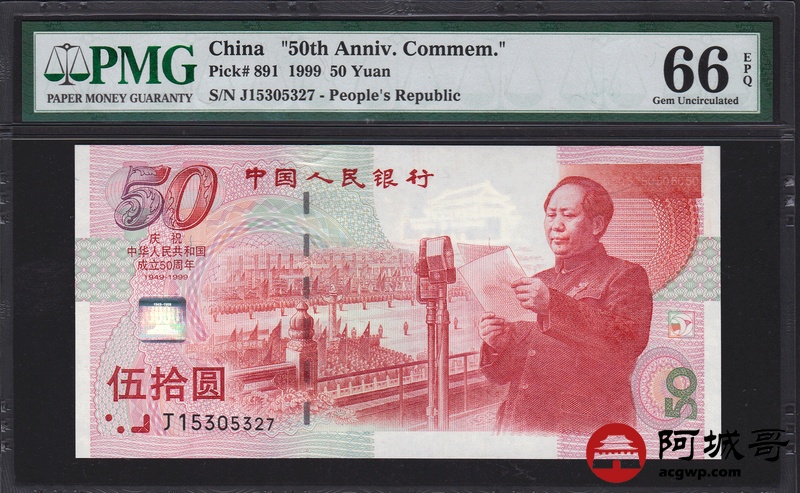 PMG
PAPER MONEY GUARANTY
China "50th Anniv. Commem."
Pick# 891 1999 50 Yuan
S/N J15305327 - People's Republic
66
EPQ
Gem Uncirculated
50
中国人民银行
庆祝
中华人民共和国
成立50周年
1949-1999
1949-1999
伍拾圆
J15305327
50
阿城哥
acgwp.com